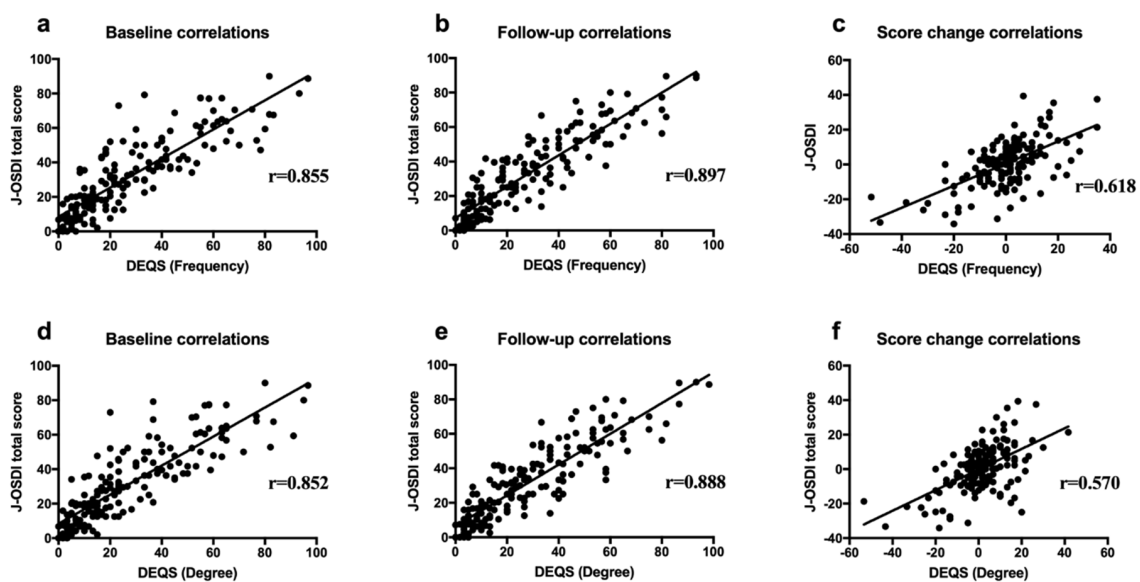 a
Baseline correlations
100
80
60
40
20
0
J-OSDI total score
0 20 40 60 80 100
DEQS (Frequency)
r=0.855
b
Follow-up correlations
100
80
60
40
20
0
J-OSDI total score
0 20 40 60 80 100
DEQS (Frequency)
r=0.897
c
Score change correlations
60
40
20
0
-20
-40
J-OSDI
-60 -40 -20 0 20 40
DEQS (Frequency)
r=0.618
d
Baseline correlations
100
80
60
40
20
0
J-OSDI total score
0 20 40 60 80 100
DEQS (Degree)
r=0.852
e
Follow-up correlations
100
80
60
40
20
0
J-OSDI total score
0 20 40 60 80 100
DEQS (Degree)
r=0.888
f
Score change correlations
60
40
20
0
-20
-40
J-OSDI total score
-60 -40 -20 0 20 40 60
DEQS (Degree)
r=0.570